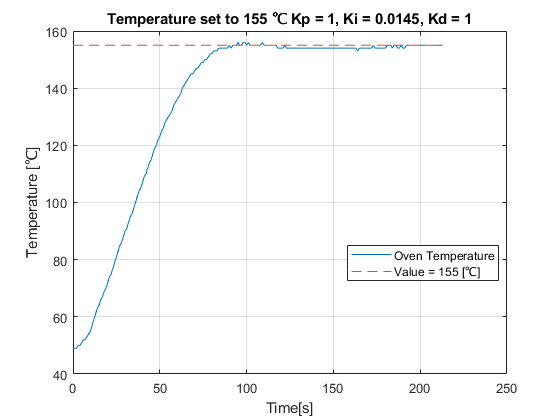 Temperature set to 155 ℃ Kp = 1, Ki = 0.0145, Kd = 1
Temperature [℃]
160
140
120
100
80
60
40
Oven Temperature
Value = 155 [℃]
0
50
100
150
200
250
Time[s]